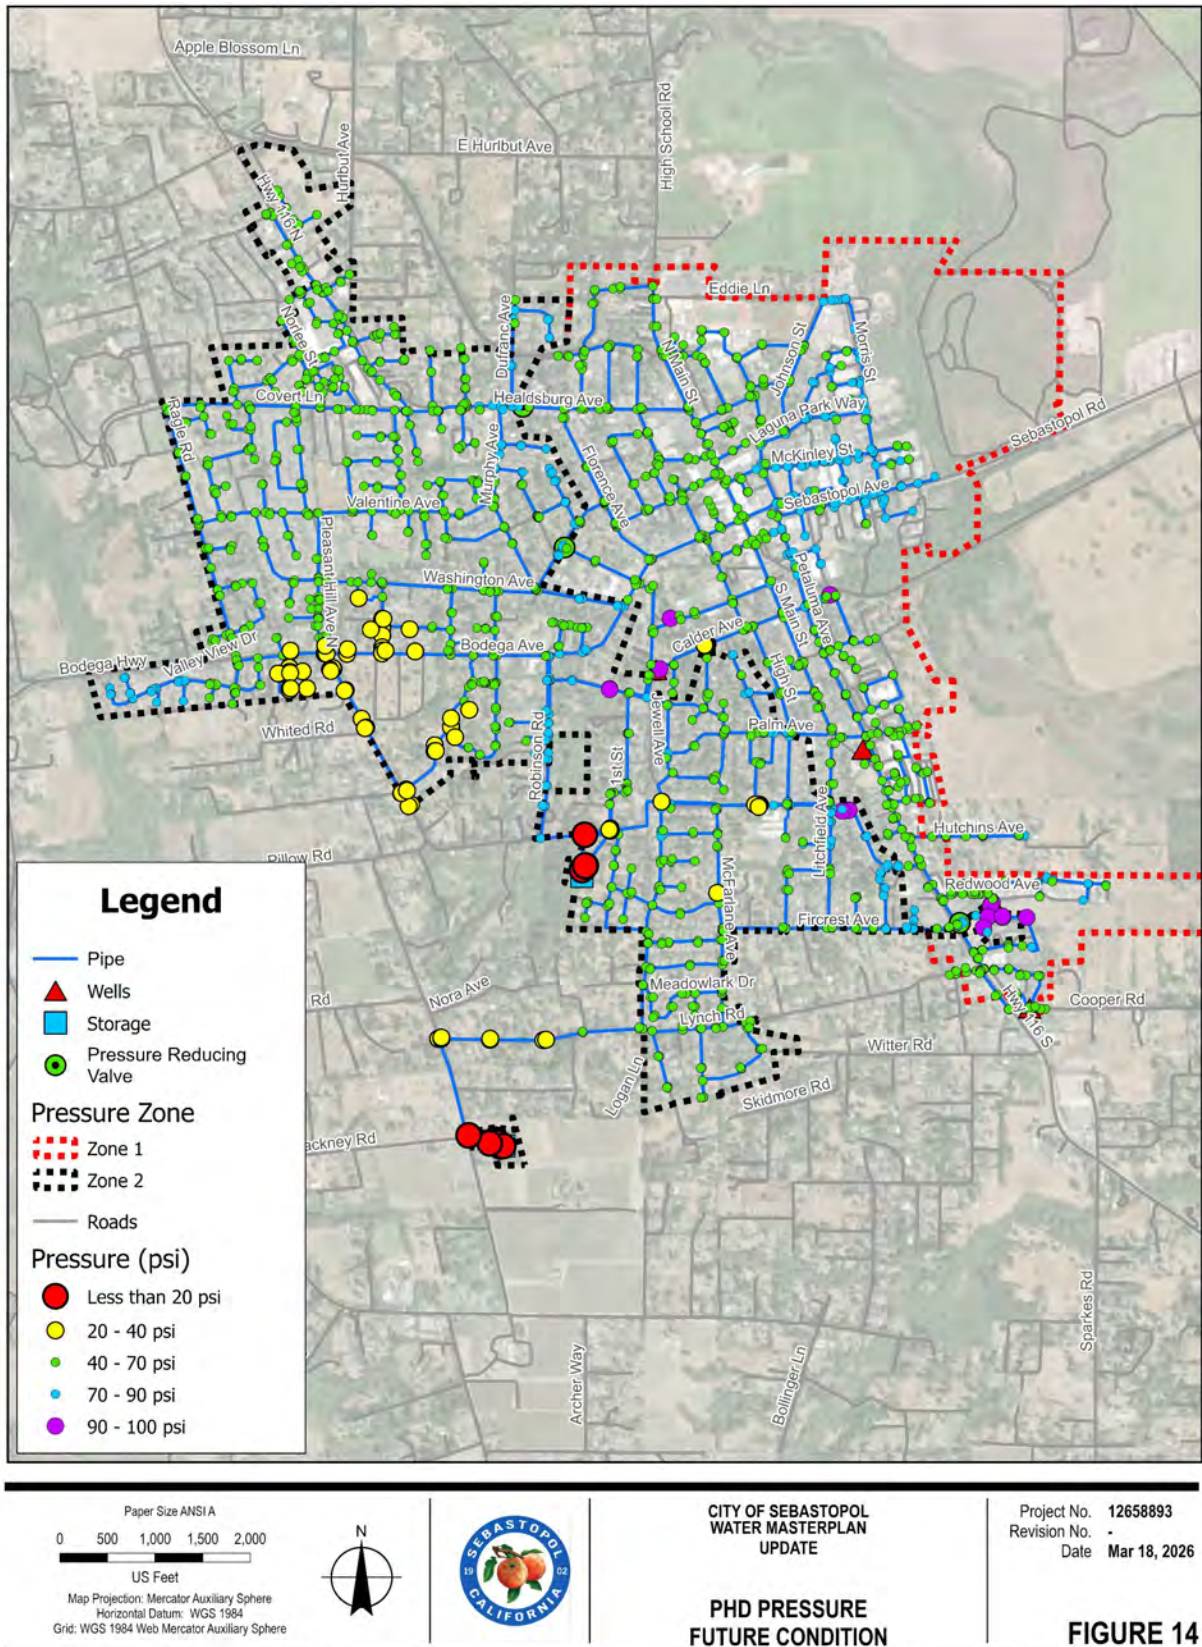 Apple Blossom Ln
Hurlbut Ave
E Hurlbut Ave
High School Rd
Hwy 116 N
Eddie Ln
Norlee St
Dufranc Ave
N Main St
Johnson St
Morris St
Covert Ln
Healdsburg Ave
Laguna Park Way
Sebastopol Rd
Ragle Rd
Murphy Ave
Florence Ave
McKinley St
Valentine Ave
Sebastopol Ave
Pleasant Hill Ave N
Washington Ave
Petaluma Ave
S Main St
Calder Ave
Bodega Hwy
Valley View Dr
Bodega Ave
High St
Whited Rd
Robinson Rd
1st St
Jewell Ave
Palm Ave
Litchfield Ave
Hutchins Ave
Pillow Rd
McFarlane Ave
Redwood Ave
Fircrest Ave
Nora Ave
Meadowlark Dr
Rd
Lynch Rd
Hwy 116 S
Cooper Rd
Witter Rd
Logan Ln
Skidmore Rd
ackney Rd
Sparkes Rd
Archer Way
Bollinger Ln
Legend
Pipe
Wells
Storage
Pressure Reducing
Valve
Pressure Zone
Zone 1
Zone 2
Roads
Pressure (psi)
Less than 20 psi
20 - 40 psi
40 - 70 psi
70 - 90 psi
90 - 100 psi
Paper Size ANSI A
0 500 1,000 1,500 2,000
US Feet
Map Projection: Mercator Auxiliary Sphere
Horizontal Datum: WGS 1984
Grid: WGS 1984 Web Mercator Auxiliary Sphere
N
SEBASTOPOL
19 02
CALIFORNIA
CITY OF SEBASTOPOL
WATER MASTERPLAN
UPDATE
PHD PRESSURE
FUTURE CONDITION
Project No. 12658893
Revision No. -
Date Mar 18, 2026
FIGURE 14